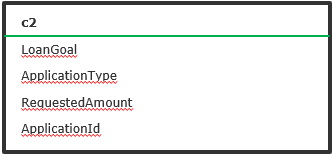 c2
LoanGoal
ApplicationType
RequestedAmount
ApplicationId